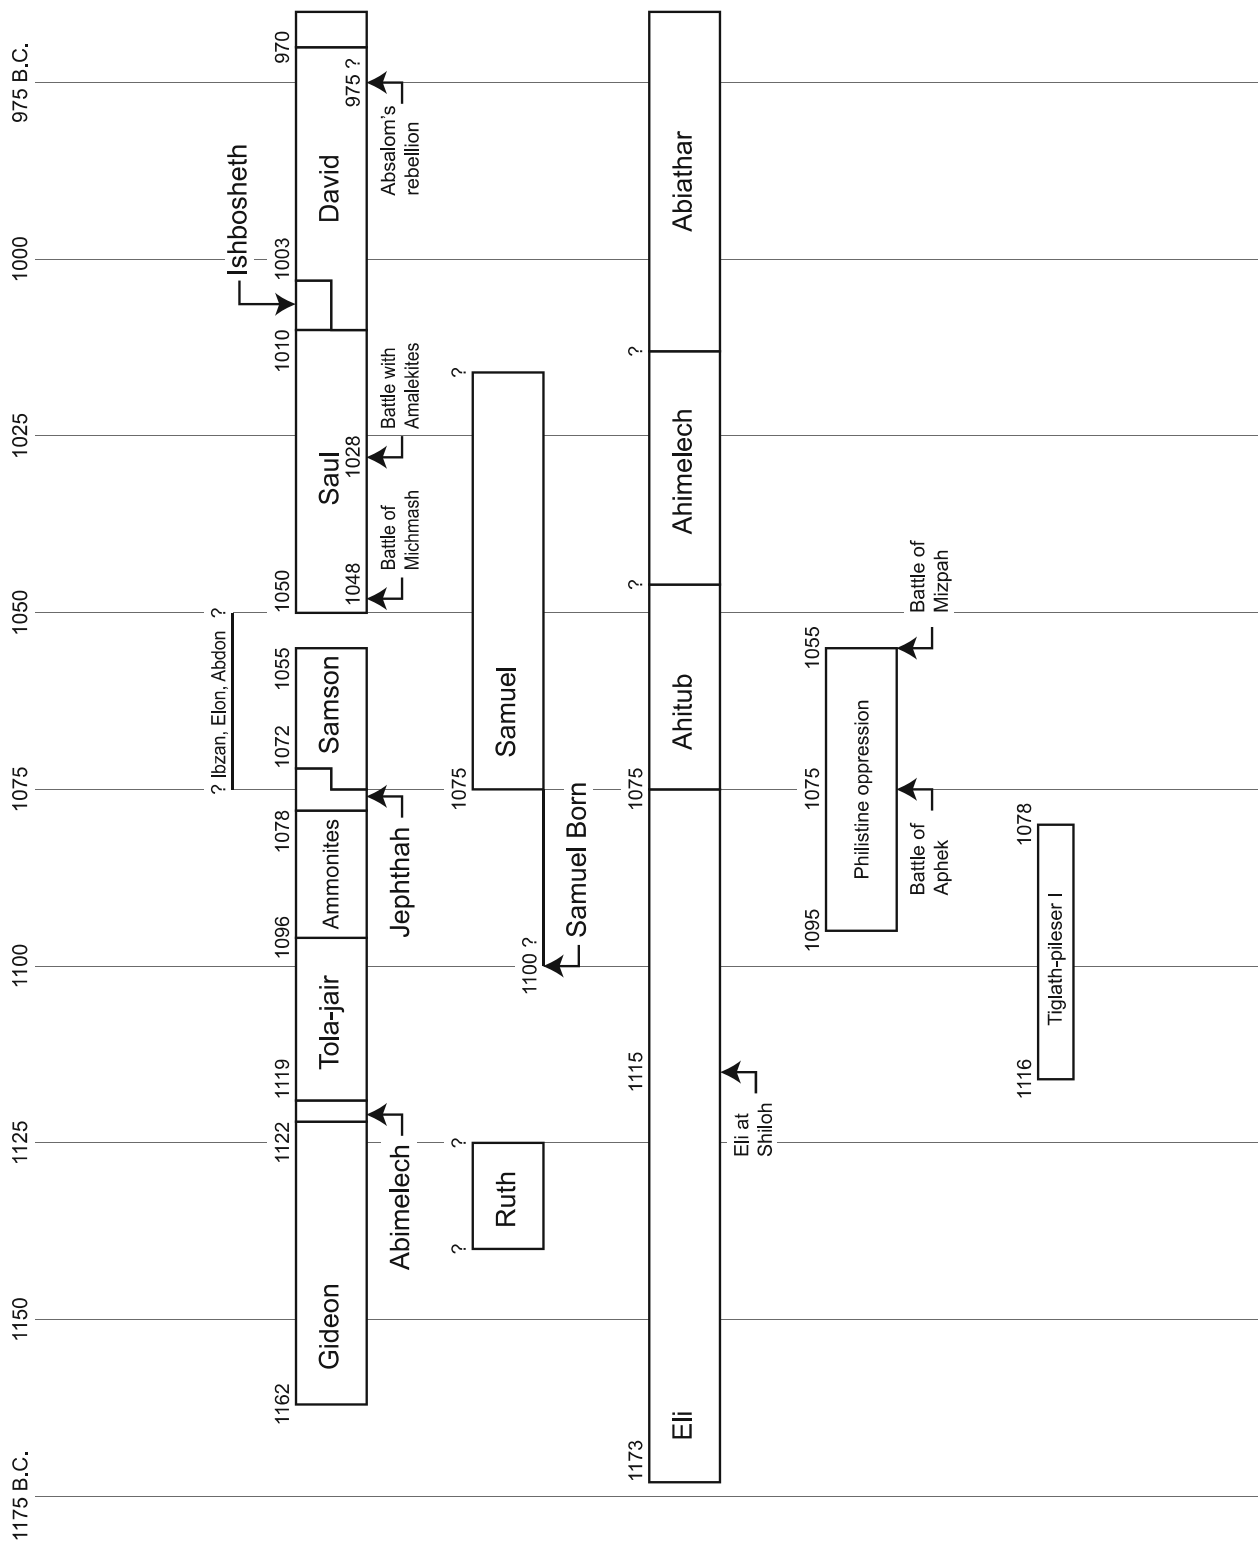 1175 B.C.
1150
1125
1100
1075
1050
1025
1000
975 B.C.
? Ibzan, Elon, Abdon ?
Ishbosheth
1162
1122
1119
1096
1078
1072
1055
1050
1010
1003
970
Gideon
Tola-jair
Ammonites
Samson
Saul
David
1048
1028
975 ?
Abimelech
Jephthah
Battle of
Michmash
Battle with
Amalekites
Absalom's
rebellion
?
?
1075
?
Ruth
Samuel
1100 ?
Samuel Born
1173
1115
1075
?
?
Eli
Ahitub
Ahimelech
Abiathar
Eli at
Shiloh
1095
1075
1055
Philistine oppression
Battle of
Aphek
Battle of
Mizpah
1116
1078
Tiglath-pileser I